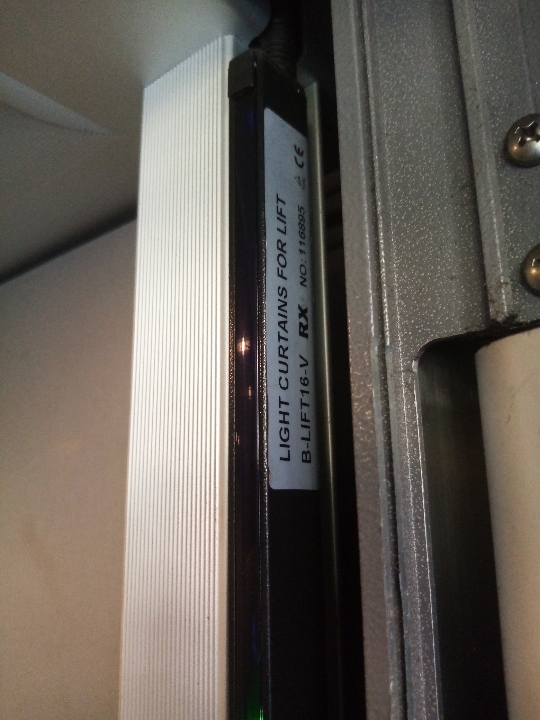 LIGHT CURTAINS FOR LIFT
B-LIFT16-V RX NO: 116895 CE